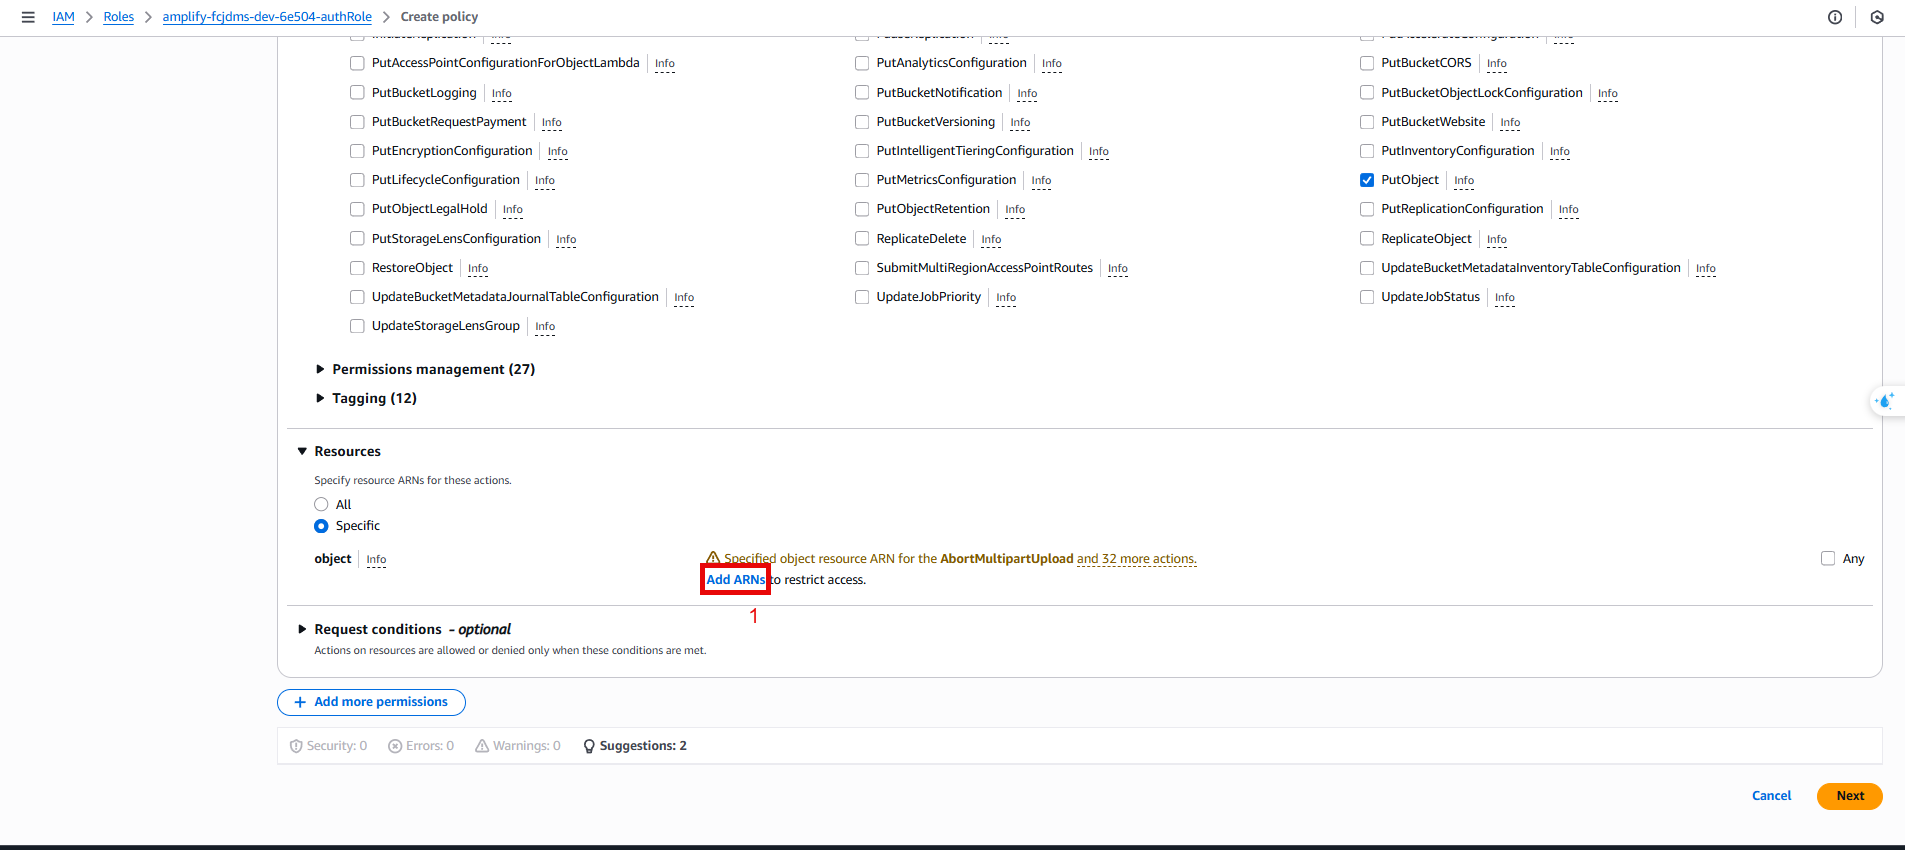 IAM > Roles > amplify-fcjdms-dev-6e504-authRole > Create policy
PutAccessPointConfigurationForObjectLambda Info PutAnalyticsConfiguration Info PutBucketCORS Info
PutBucketLogging Info PutBucketNotification Info PutBucketObjectLockConfiguration Info
PutBucketRequestPayment Info PutBucketVersioning Info PutBucketWebsite Info
PutEncryptionConfiguration Info PutIntelligentTieringConfiguration Info PutInventoryConfiguration Info
PutLifecycleConfiguration Info PutMetricsConfiguration Info PutObject Info
PutObjectLegalHold Info PutObjectRetention Info PutReplicationConfiguration Info
PutStorageLensConfiguration Info ReplicateDelete Info ReplicateObject Info
RestoreObject Info SubmitMultiRegionAccessPointRoutes Info UpdateBucketMetadataInventoryTableConfiguration Info
UpdateBucketMetadataJournalTableConfiguration Info UpdateJobPriority Info UpdateJobStatus Info
UpdateStorageLensGroup Info
Permissions management (27)
Tagging (12)
Resources
Specify resource ARNs for these actions.
All
Specific
object Info Specified object resource ARN for the AbortMultipartUpload and 32 more actions. Any
Add ARNs to restrict access.
1
Request conditions - optional
Actions on resources are allowed or denied only when these conditions are met.
+ Add more permissions
Security: 0 Errors: 0 Warnings: 0 Suggestions: 2
Cancel Next